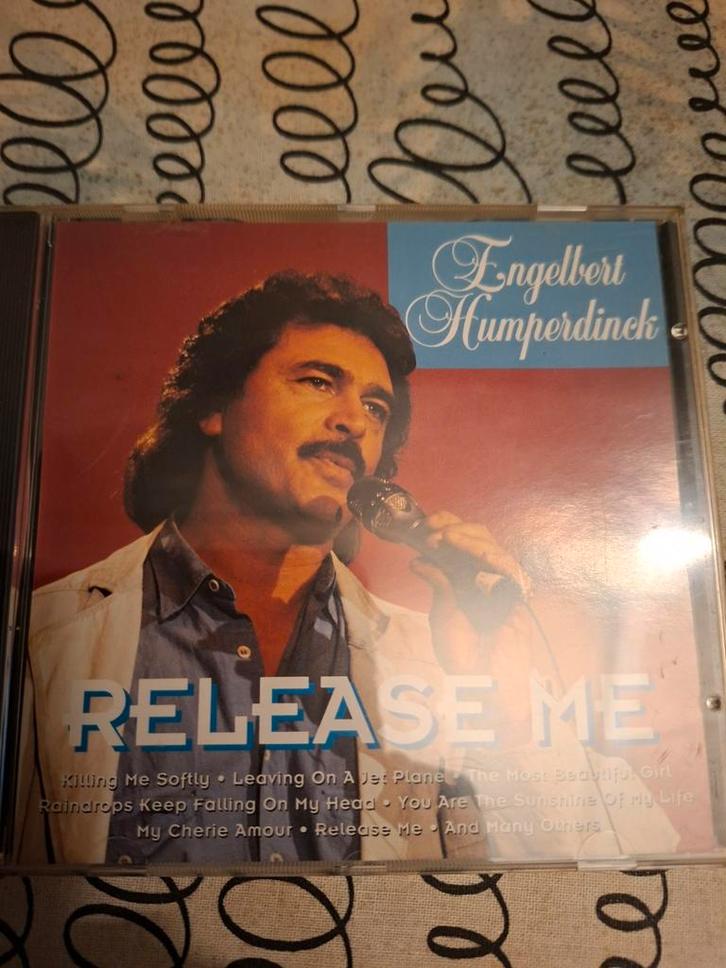 Engelbert
Humperdinck
RELEASE ME
Killing Me Softly • Leaving On A Jet Plane • The Most Beautiful Girl
Raindrops Keep Falling On My Head • You Are The Sunshine Of My Life
My Cherie Amour • Release Me • And Many Others